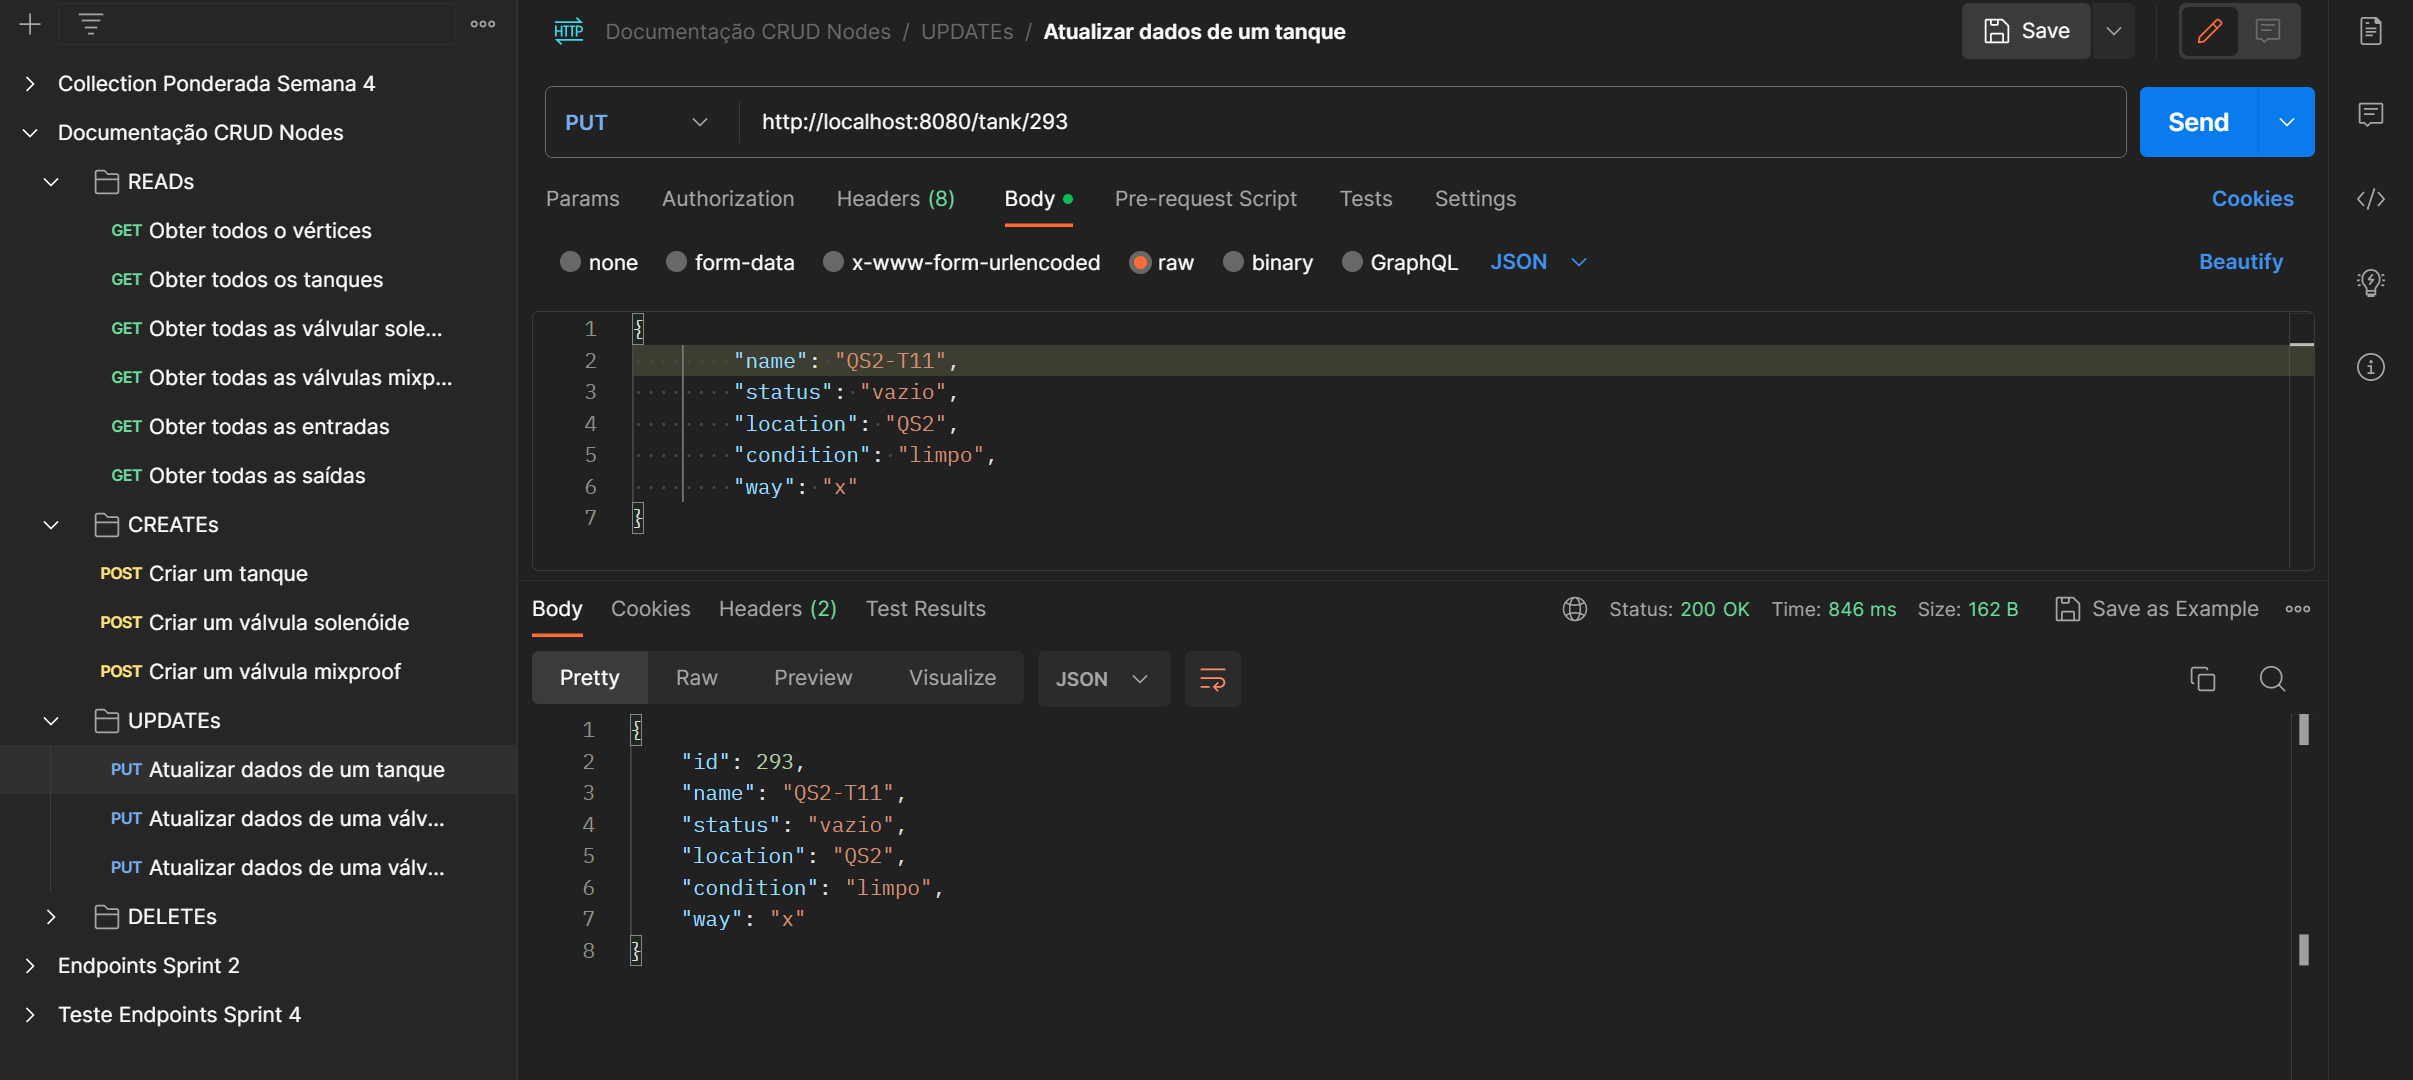 Collection Ponderada Semana 4
Documentação CRUD Nodes
READs
GET Obter todos o vértices
GET Obter todos os tanques
GET Obter todas as válvular sole...
GET Obter todas as válvulas mixp...
GET Obter todas as entradas
GET Obter todas as saídas
CREATEs
POST Criar um tanque
POST Criar um válvula solenóide
POST Criar um válvula mixproof
UPDATEs
PUT Atualizar dados de um tanque
PUT Atualizar dados de uma válv...
PUT Atualizar dados de uma válv...
DELETEs
Endpoints Sprint 2
Teste Endpoints Sprint 4
HTTP Documentação CRUD Nodes / UPDATEs / Atualizar dados de um tanque
Save
PUT http://localhost:8080/tank/293
Send
Params Authorization Headers (8) Body Pre-request Script Tests Settings Cookies
none form-data x-www-form-urlencoded raw binary GraphQL JSON Beautify
1 {
2 "name": "QS2-T11",
3 "status": "vazio",
4 "location": "QS2",
5 "condition": "limpo",
6 "way": "x"
7 }
Body Cookies Headers (2) Test Results Status: 200 OK Time: 846 ms Size: 162 B Save as Example
Pretty Raw Preview Visualize JSON
1 {
2 "id": 293,
3 "name": "QS2-T11",
4 "status": "vazio",
5 "location": "QS2",
6 "condition": "limpo",
7 "way": "x"
8 }